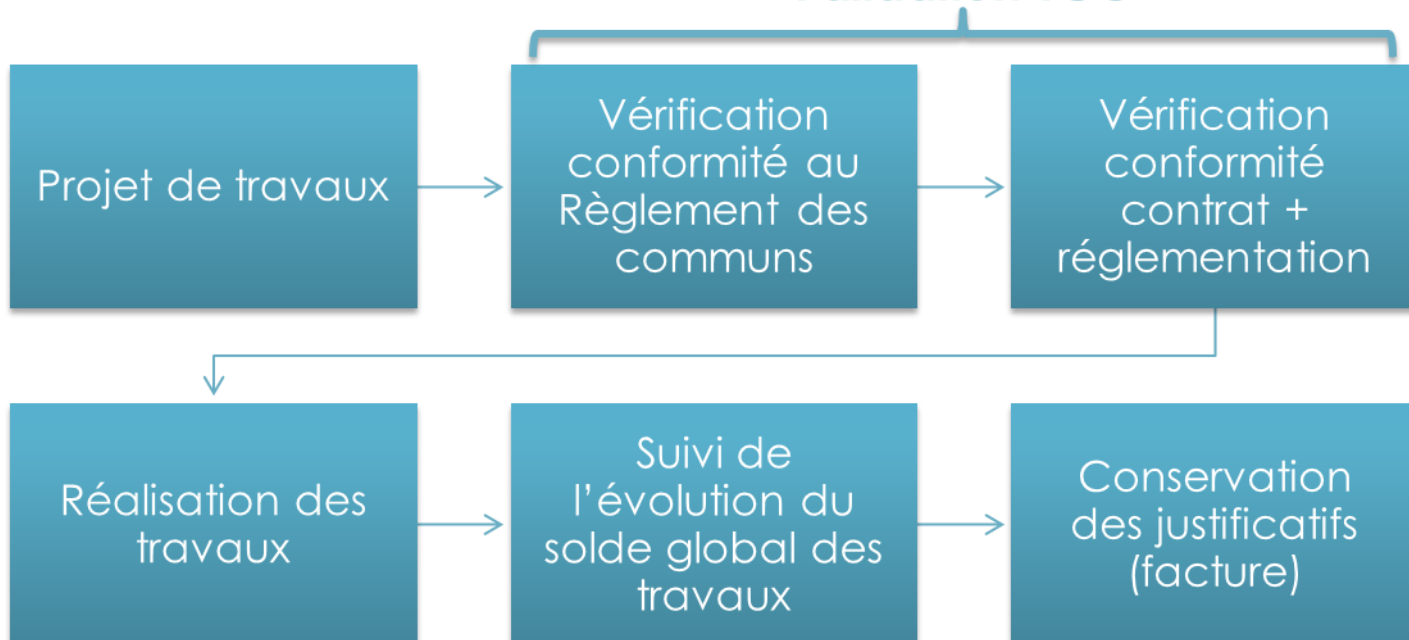 Projet de travaux
Vérification
conformité au
Règlement des
communs
Vérification
conformité
contrat +
réglementation
Réalisation des
travaux
Suivi de
l’évolution du
solde global des
travaux
Conservation
des justificatifs
(facture)